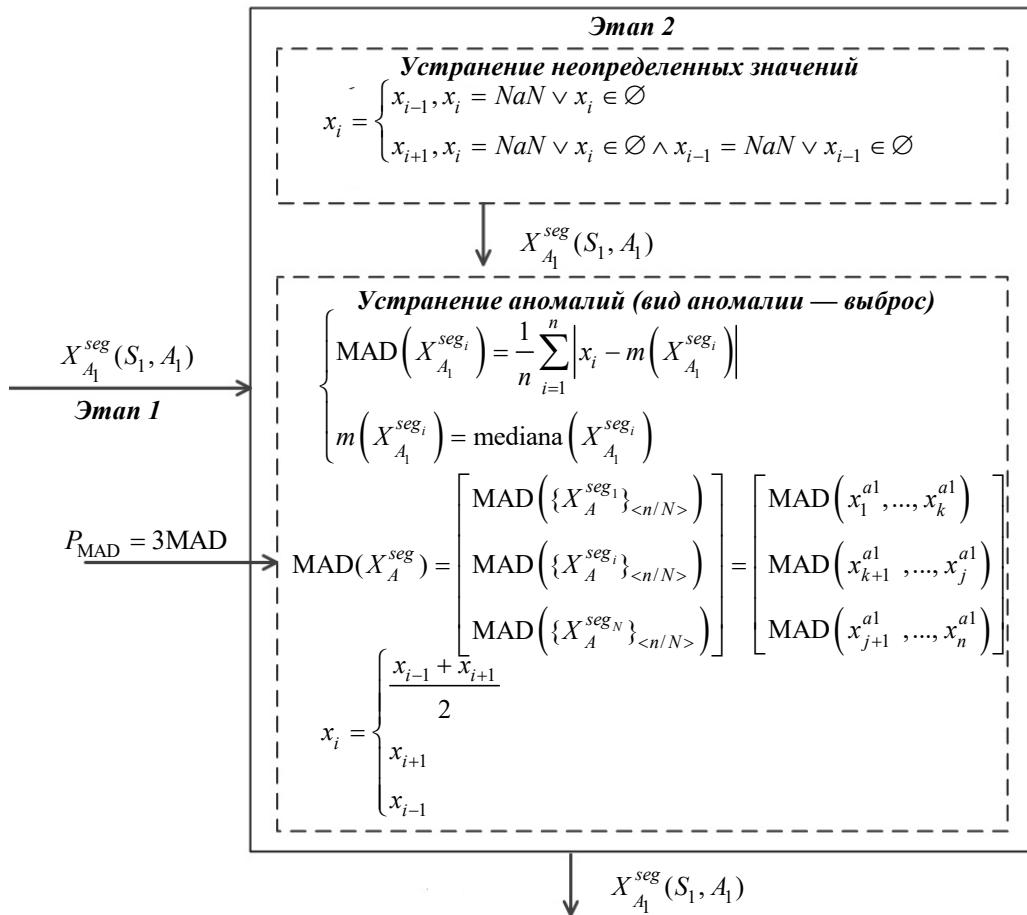 Этап 2
Устранение неопределенных значений
x_i = { x_{i-1}, x_i = NaN ∨ x_i ∈ ∅
x_{i+1}, x_i = NaN ∨ x_i ∈ ∅ ∧ x_{i-1} = NaN ∨ x_{i-1} ∈ ∅
X_{A_1}^{seg}(S_1, A_1)
Устранение аномалий (вид аномалии — выброс)
{ MAD(X_{A_1}^{seg_i}) = \frac{1}{n} \sum_{i=1}^{n} |x_i - m(X_{A_1}^{seg_i})|
m(X_{A_1}^{seg_i}) = mediana(X_{A_1}^{seg_i})
X_{A_1}^{seg}(S_1, A_1)
Этап 1
P_{MAD} = 3MAD
MAD(X_A^{seg}) = [ MAD({X_A^{seg_1}}_{<n/N>}) MAD({X_A^{seg_i}}_{<n/N>}) MAD({X_A^{seg_N}}_{<n/N>}) ] = [ MAD(x_1^{a1},..., x_k^{a1}) MAD(x_{k+1}^{a1} ,..., x_j^{a1}) MAD(x_{j+1}^{a1} ,..., x_n^{a1}) ]
x_i = { \frac{x_{i-1} + x_{i+1}}{2}
x_{i+1}
x_{i-1}
X_{A_1}^{seg}(S_1, A_1)